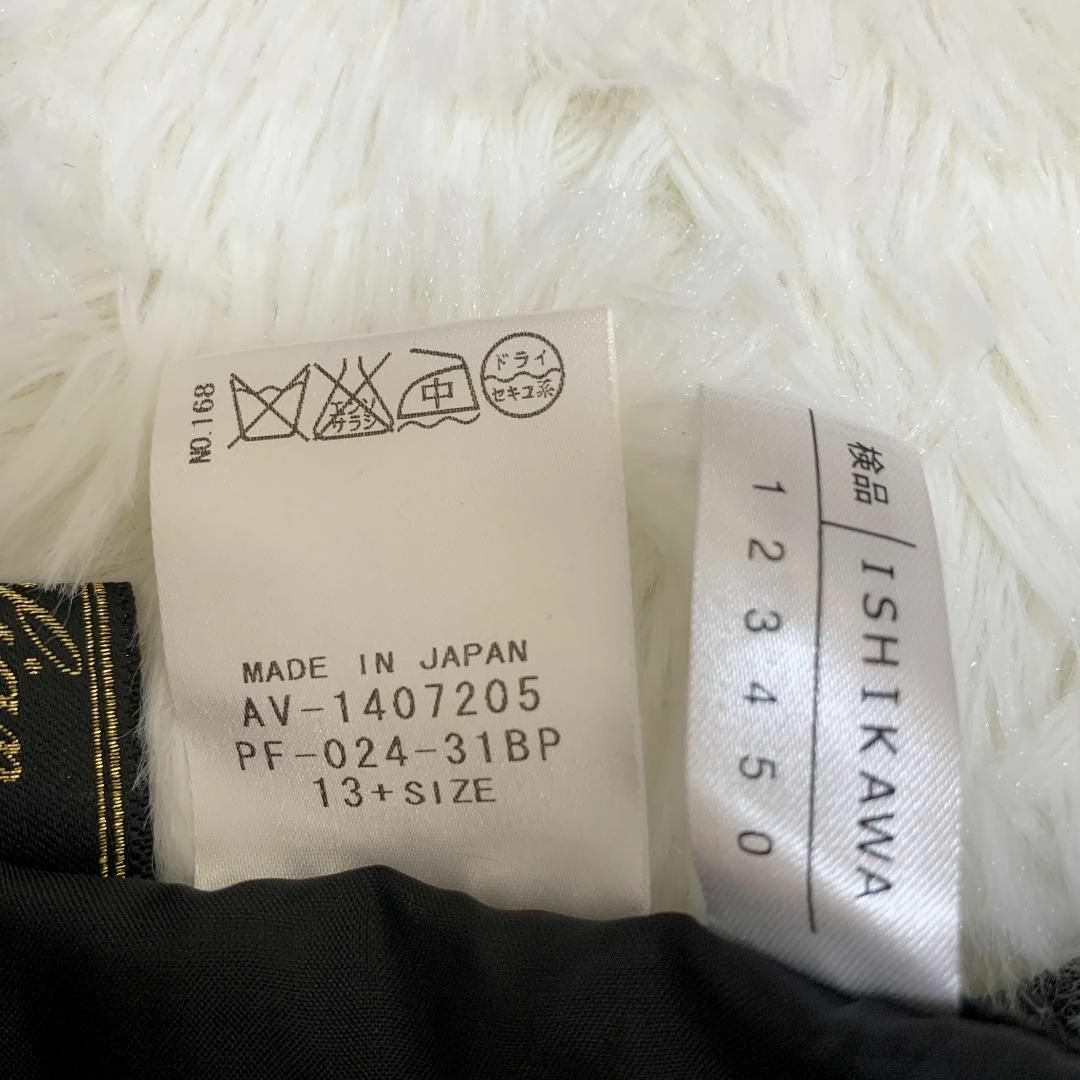 NO.168
エンソ
サラシ
中
ドライ
セキユ系
MADE IN JAPAN
AV-1407205
PF-024-31BP
13+SIZE
検品/ISHIKAWA
1 2 3 4 5 0